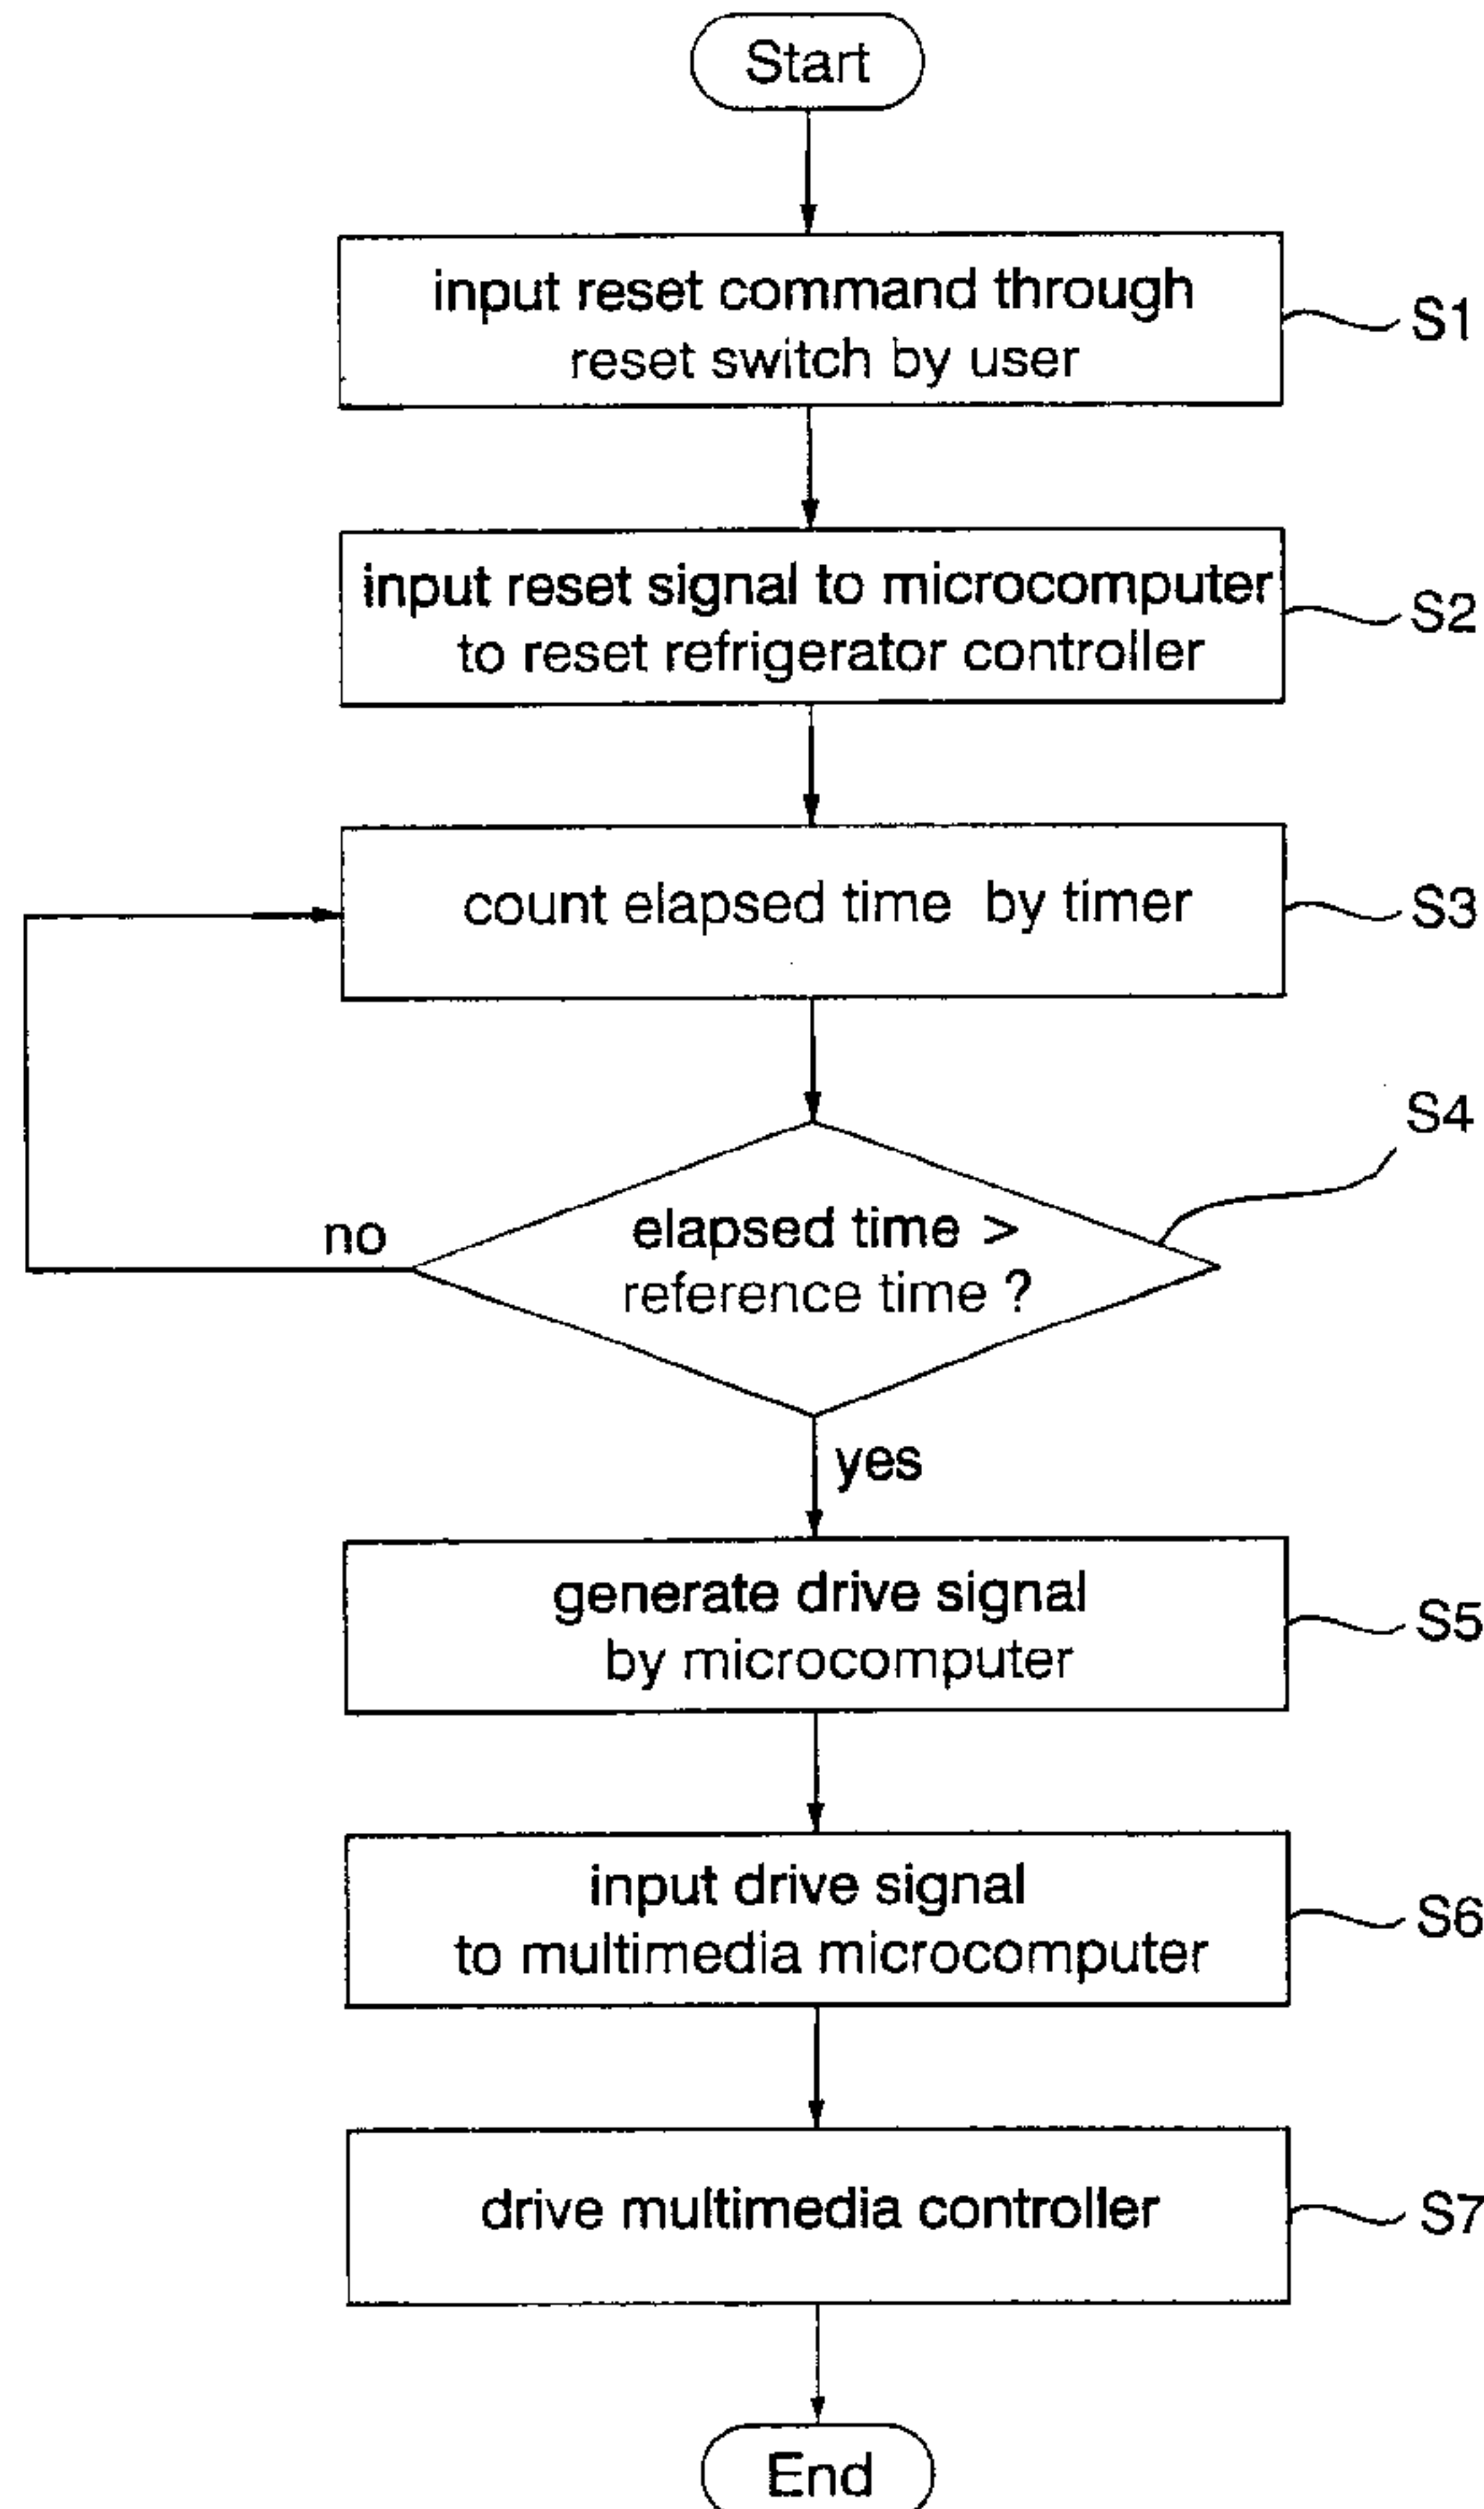 Start
input reset command through
reset switch by user
S1
input reset signal to microcomputer
to reset refrigerator controller
S2
count elapsed time by timer
S3
S4
elapsed time >
reference time ?
no
yes
generate drive signal
by microcomputer
S5
input drive signal
to multimedia microcomputer
S6
drive multimedia controller
S7
End